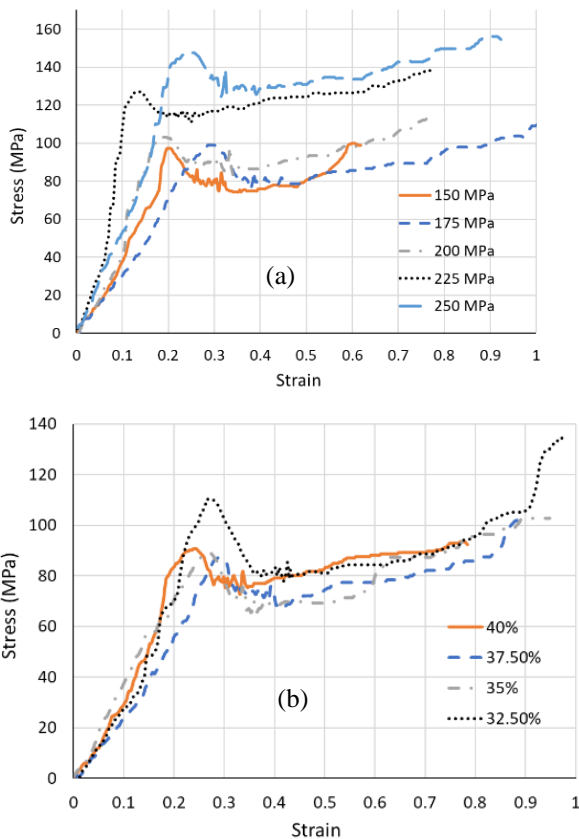 160
140
120
100
80
60
40
20
0
Stress (MPa)
150 MPa
175 MPa
200 MPa
225 MPa
250 MPa
(a)
0 0.1 0.2 0.3 0.4 0.5 0.6 0.7 0.8 0.9 1
Strain
140
120
100
80
60
40
20
0
Stress (MPa)
40%
37.50%
35%
32.50%
(b)
0 0.1 0.2 0.3 0.4 0.5 0.6 0.7 0.8 0.9 1
Strain